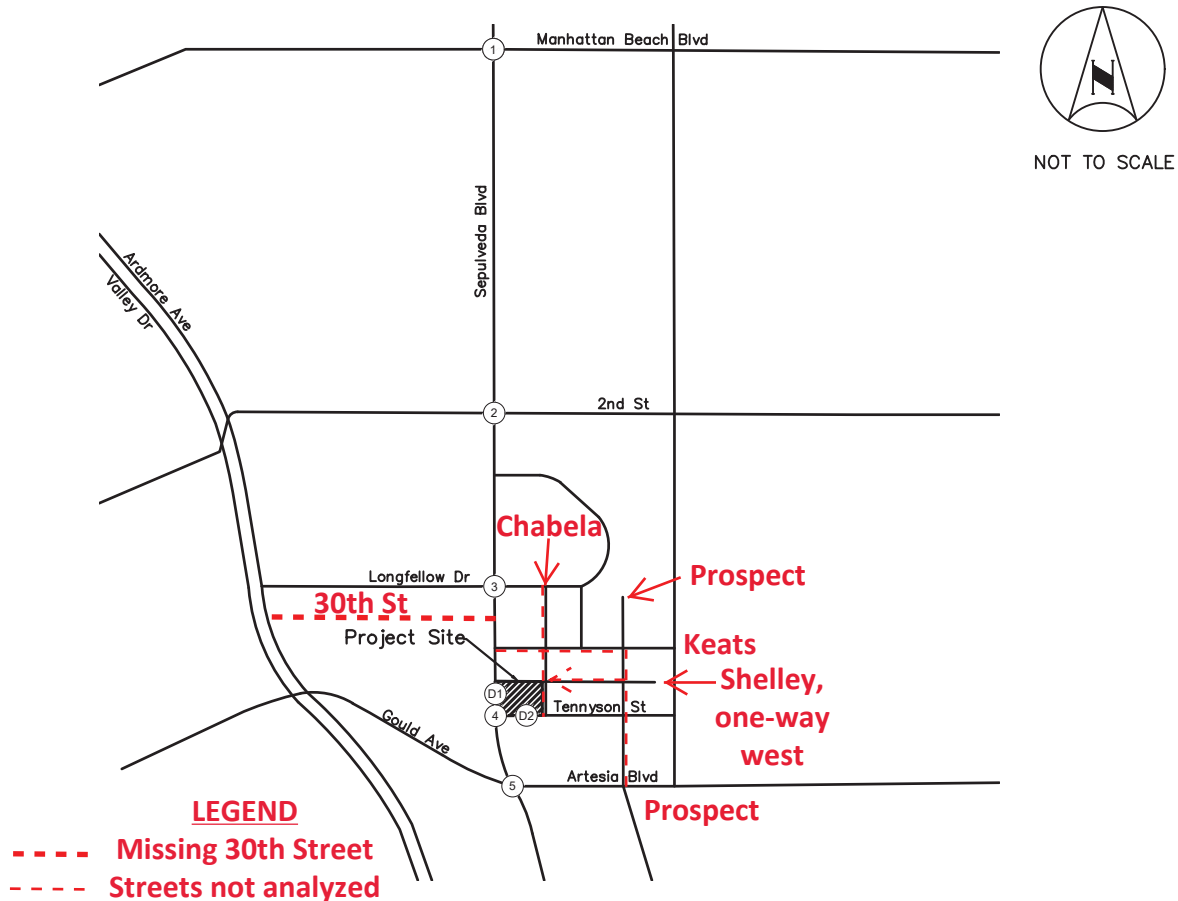 Manhattan Beach Blvd
1
N
NOT TO SCALE
Sepulveda Blvd
Ardmore Ave
Valley Dr
2nd St
2
Chabela
Longfellow Dr
3
Prospect
30th St
Project Site
Keats
Shelley,
one-way
west
D1
4
D2
Tennyson St
Gould Ave
Artesia Blvd
5
Prospect
LEGEND
Missing 30th Street
Streets not analyzed